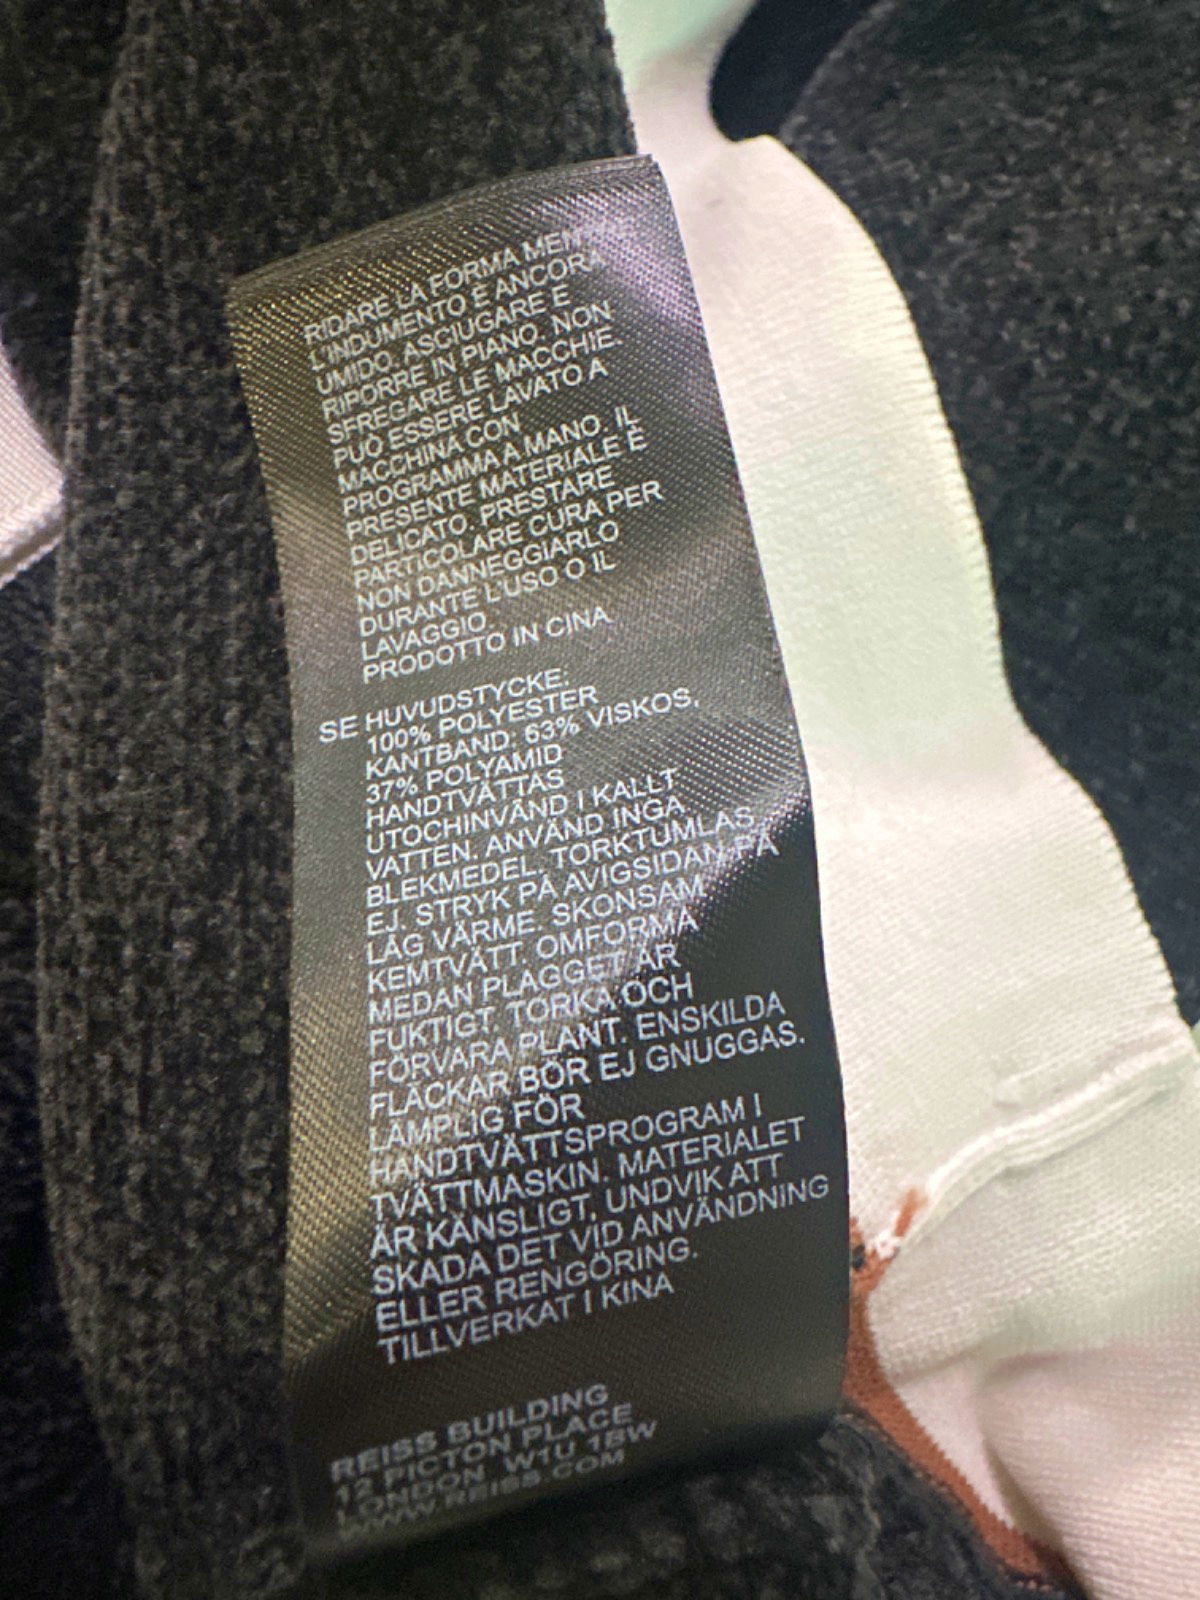 RIDARE LA FORMA MENTRE
L'INDUMENTO È ANCORA
UMIDO. ASCIUGARE E
RIPORRE IN PIANO. NON
SFREGARE LE MACCHIE.
PUÒ ESSERE LAVATO A
MACCHINA CON
PROGRAMMA A MANO. IL
PRESENTE MATERIALE È
DELICATO. PRESTARE
PARTICOLARE CURA PER
NON DANNEGGIARLO
DURANTE L'USO O IL
LAVAGGIO.
PRODOTTO IN CINA
SE HUVUDSTYCKE:
100% POLYESTER
KANTBAND: 63% VISKOS,
37% POLYAMID
HANDTVÄTTAS
UTOCHINVÄND I KALLT
VATTEN. ANVÄND INGA
BLEKMEDEL. TORKTUMLAS
EJ. STRYK PÅ AVIGSIDAN PÅ
LÅG VÄRME. SKONSAM
KEMTVÄTT. OMFORMA
MEDAN PLAGGET ÄR
FUKTIGT. TORKA OCH
FÖRVARA PLANT. ENSKILDA
FLÄCKAR BÖR EJ GNUGGAS.
LÄMPLIG FÖR
HANDTVÄTTSPROGRAM I
TVÄTTMASKIN. MATERIALET
ÄR KÄNSLIGT, UNDVIK ATT
SKADA DET VID ANVÄNDNING
ELLER RENGÖRING.
TILLVERKAT I KINA
REISS BUILDING
12 PICTON PLACE
LONDON W1U 1BW
WWW.REISS.COM